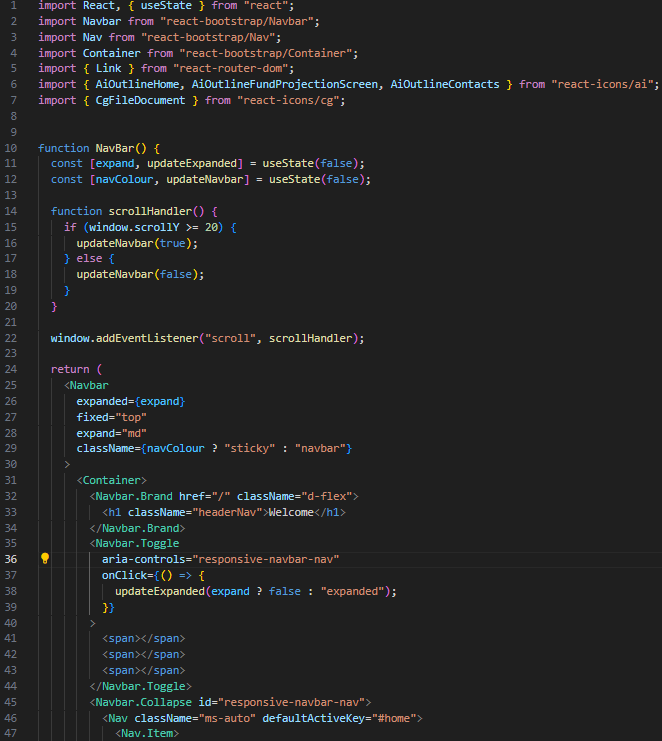 1 import React, { useState } from "react";
2 import Navbar from "react-bootstrap/Navbar";
3 import Nav from "react-bootstrap/Nav";
4 import Container from "react-bootstrap/Container";
5 import { Link } from "react-router-dom";
6 import { AiOutlineHome, AiOutlineFundProjectionScreen, AiOutlineContacts } from "react-icons/ai";
7 import { CgFileDocument } from "react-icons/cg";
8
9
10 function NavBar() {
11   const [expand, updateExpanded] = useState(false);
12   const [navColour, updateNavbar] = useState(false);
13
14   function scrollHandler() {
15     if (window.scrollY >= 20) {
16       updateNavbar(true);
17     } else {
18       updateNavbar(false);
19     }
20   }
21
22   window.addEventListener("scroll", scrollHandler);
23
24   return (
25     <Navbar
26       expanded={expand}
27       fixed="top"
28       expand="md"
29       className={navColour ? "sticky" : "navbar"}
30     >
31       <Container>
32         <Navbar.Brand href="/" className="d-flex">
33           <h1 className="headerNav">Welcome</h1>
34         </Navbar.Brand>
35         <Navbar.Toggle
36           aria-controls="responsive-navbar-nav"
37           onClick={() => {
38             updateExpanded(expand ? false : "expanded");
39           }}
40         >
41           <span></span>
42           <span></span>
43           <span></span>
44         </Navbar.Toggle>
45         <Navbar.Collapse id="responsive-navbar-nav">
46           <Nav className="ms-auto" defaultActiveKey="#home">
47             <Nav.Item>